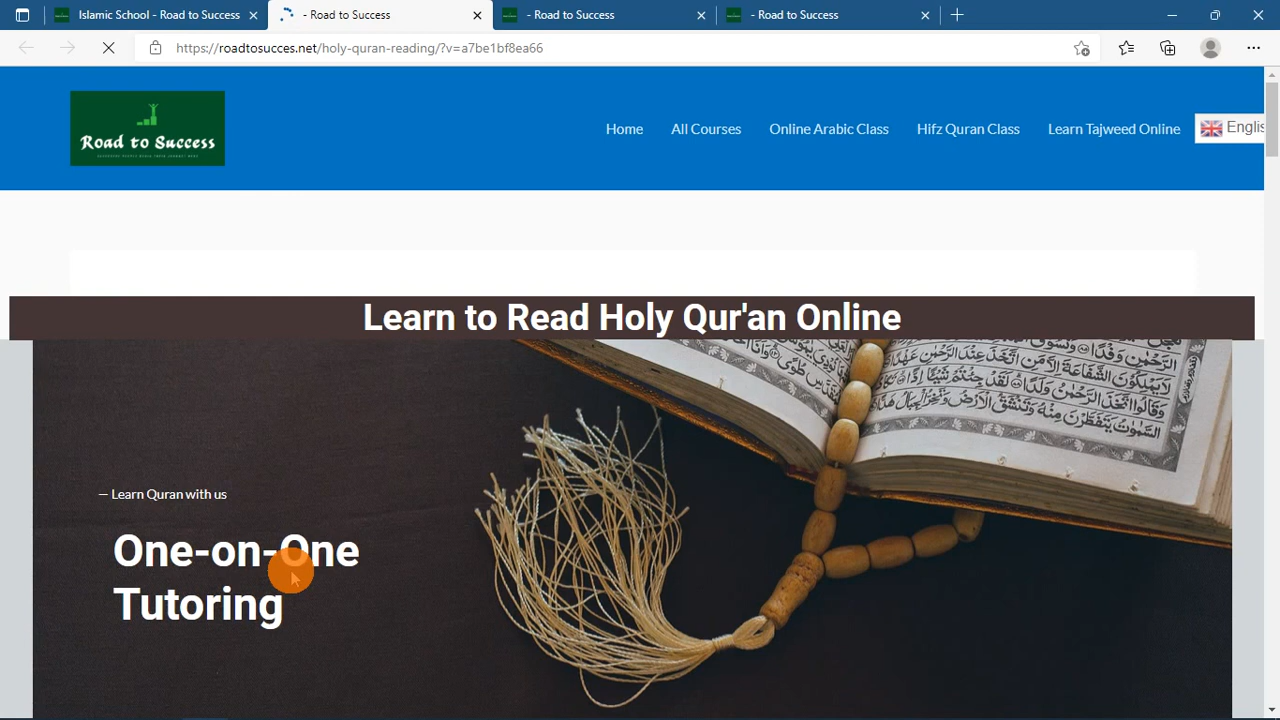 Islamic School - Road to Success
- Road to Success
- Road to Success
- Road to Success
https://roadtosucces.net/holy-quran-reading/?v=a7be1bf8ea66
Road to Success
Home
All Courses
Online Arabic Class
Hifz Quran Class
Learn Tajweed Online
Englis
Learn to Read Holy Qur'an Online
— Learn Quran with us
One-on-One
Tutoring